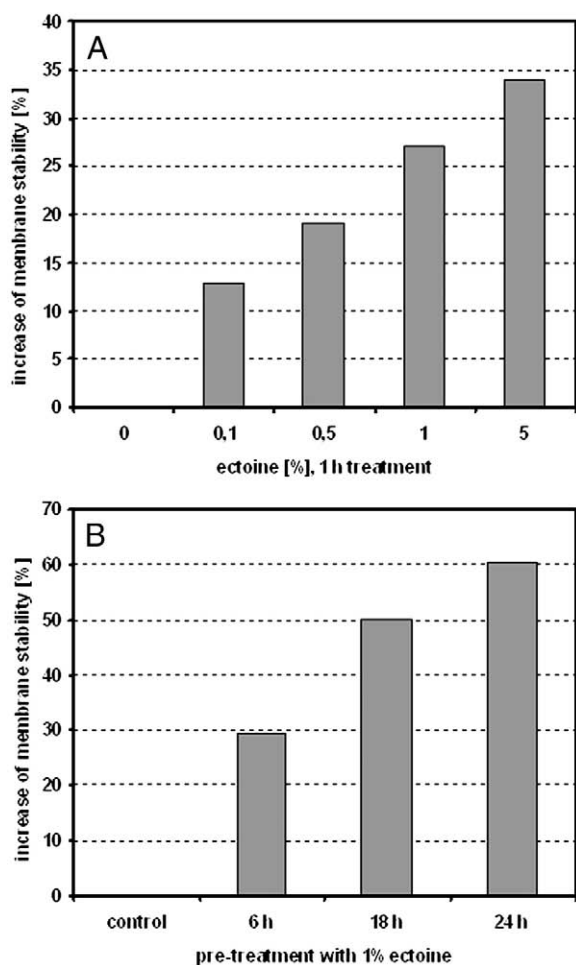 A
increase of membrane stability [%]
40
35
30
25
20
15
10
5
0
0 0,1 0,5 1 5
ectoine [%], 1 h treatment
B
increase of membrane stability [%]
70
60
50
40
30
20
10
0
control 6 h 18 h 24 h
pre-treatment with 1% ectoine